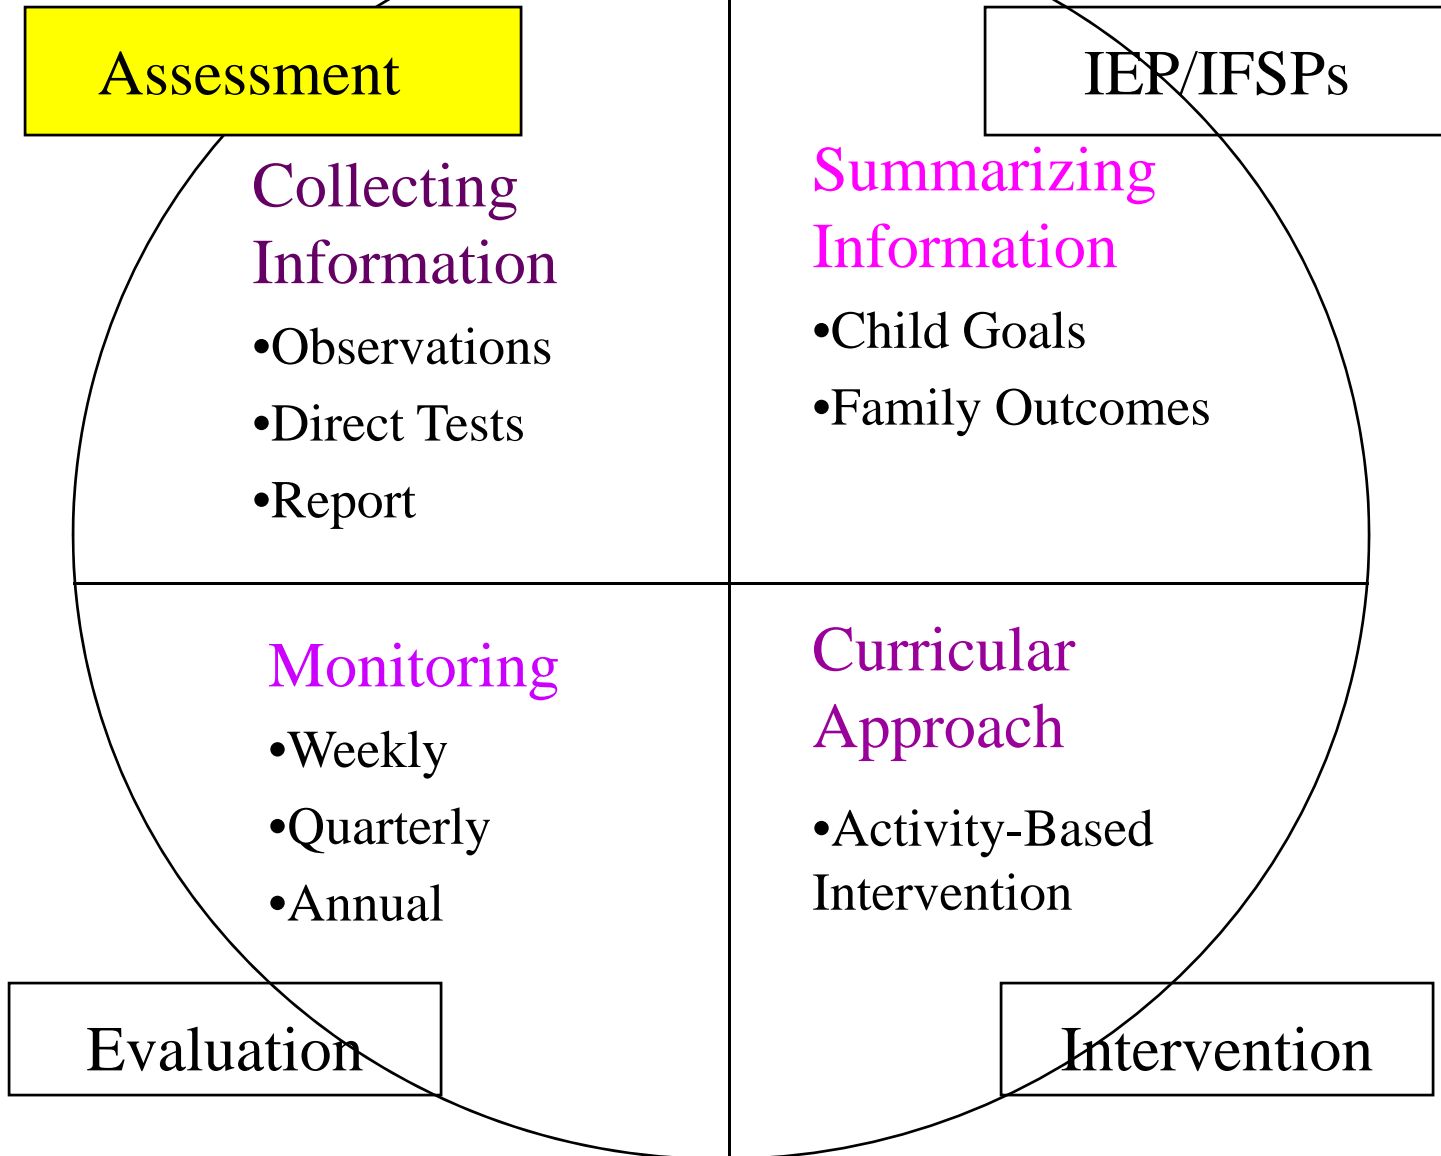 Assessment
Collecting
Information
•Observations
•Direct Tests
•Report
IEP/IFSPs
Summarizing
Information
•Child Goals
•Family Outcomes
Monitoring
•Weekly
•Quarterly
•Annual
Evaluation
Curricular
Approach
•Activity-Based
Intervention
Intervention